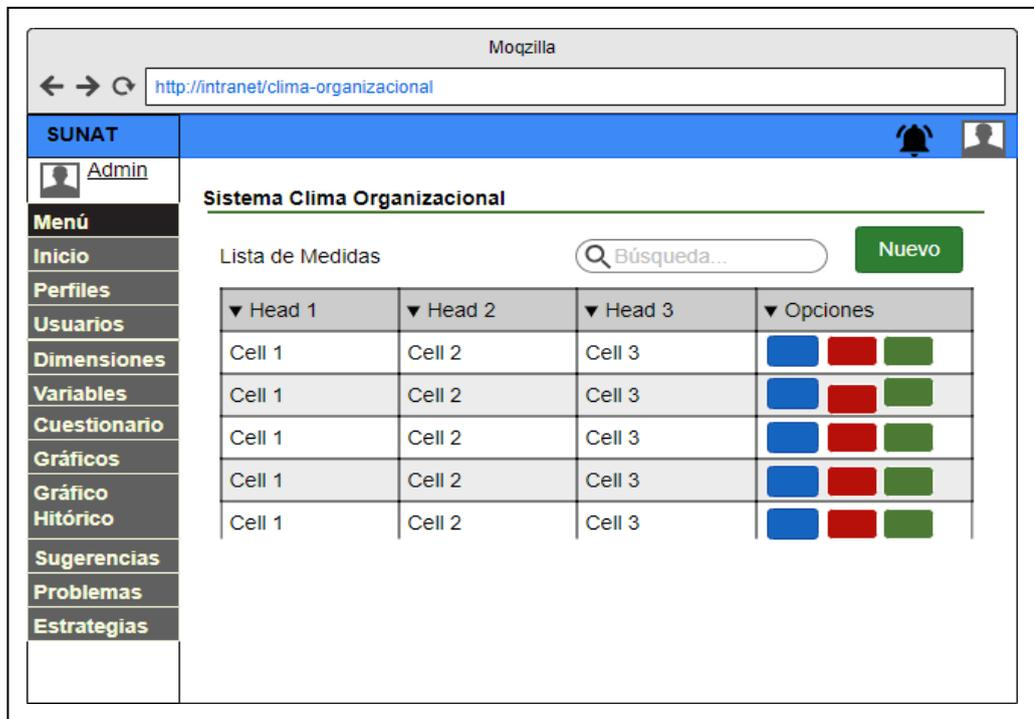 Moqzilla
http://intranet/clima-organizacional
SUNAT
Admin
Menú
Inicio
Perfiles
Usuarios
Dimensiones
Variables
Cuestionario
Gráficos
Gráfico
Hitórico
Sugerencias
Problemas
Estrategias
Sistema Clima Organizacional
Lista de Medidas
Búsqueda...
Nuevo
▼ Head 1 ▼ Head 2 ▼ Head 3 ▼ Opciones
Cell 1 Cell 2 Cell 3
Cell 1 Cell 2 Cell 3
Cell 1 Cell 2 Cell 3
Cell 1 Cell 2 Cell 3
Cell 1 Cell 2 Cell 3